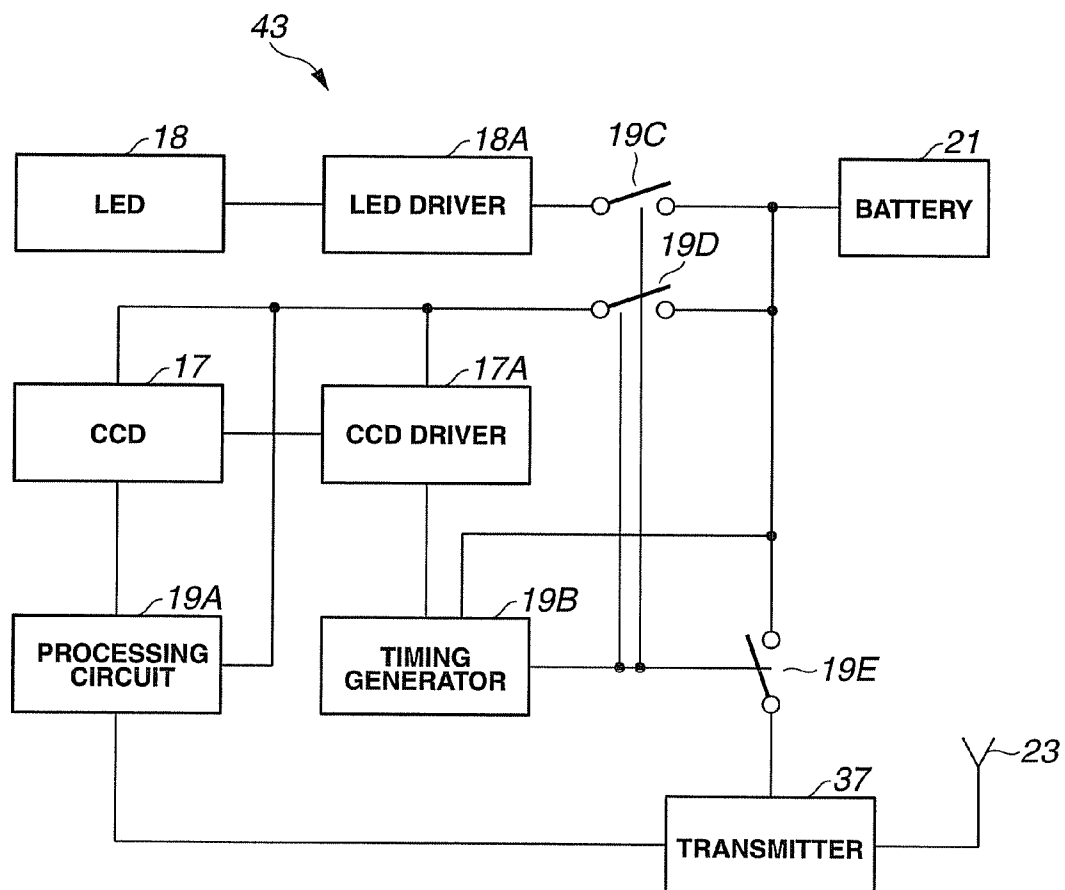 43
18
18A
19C
21
LED
LED DRIVER
BATTERY
19D
17
17A
CCD
CCD DRIVER
19A
19B
PROCESSING
CIRCUIT
TIMING
GENERATOR
19E
23
37
TRANSMITTER